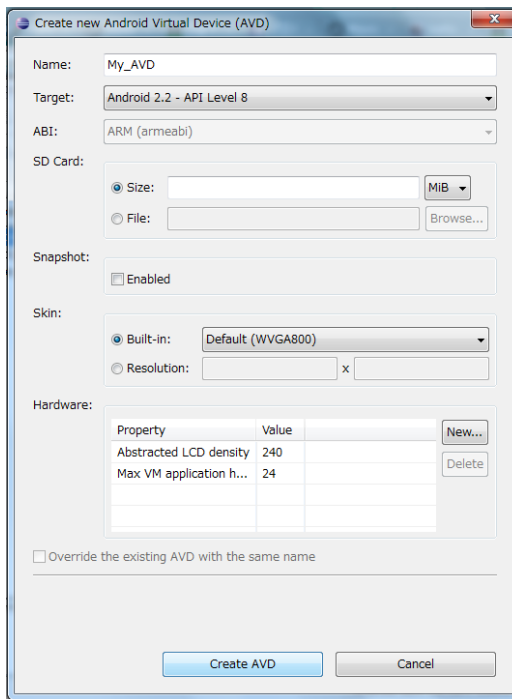 Create new Android Virtual Device (AVD)
Name: My_AVD
Target: Android 2.2 - API Level 8
ABI: ARM (armeabi)
SD Card:
Size: MiB
File: Browse...
Snapshot:
Enabled
Skin:
Built-in: Default (WVGA800)
Resolution: x
Hardware:
Property Value New...
Abstracted LCD density 240
Delete
Max VM application h... 24
Override the existing AVD with the same name
Create AVD Cancel